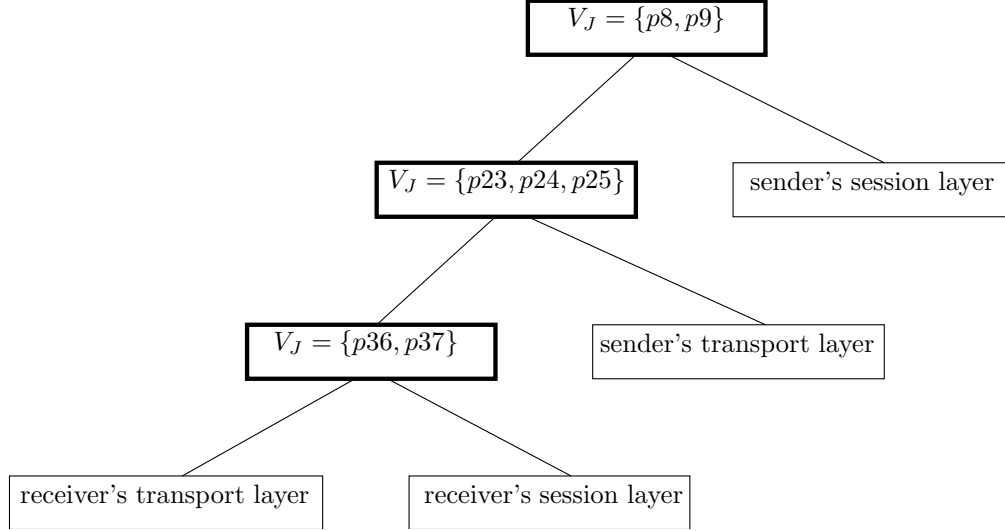 V_J = {p8, p9}
V_J = {p23, p24, p25}
sender's session layer
V_J = {p36, p37}
sender's transport layer
receiver's transport layer
receiver's session layer